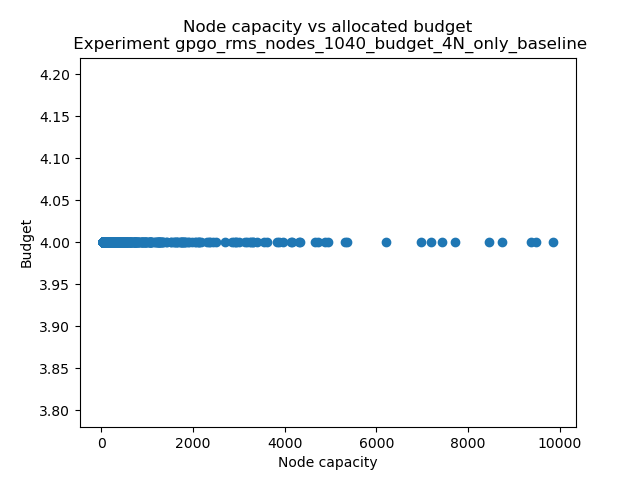 Node capacity vs allocated budget
Experiment gpgo_rms_nodes_1040_budget_4N_only_baseline
4.20
4.15
4.10
4.05
4.00
3.95
3.90
3.85
3.80
Budget
0 2000 4000 6000 8000 10000
Node capacity